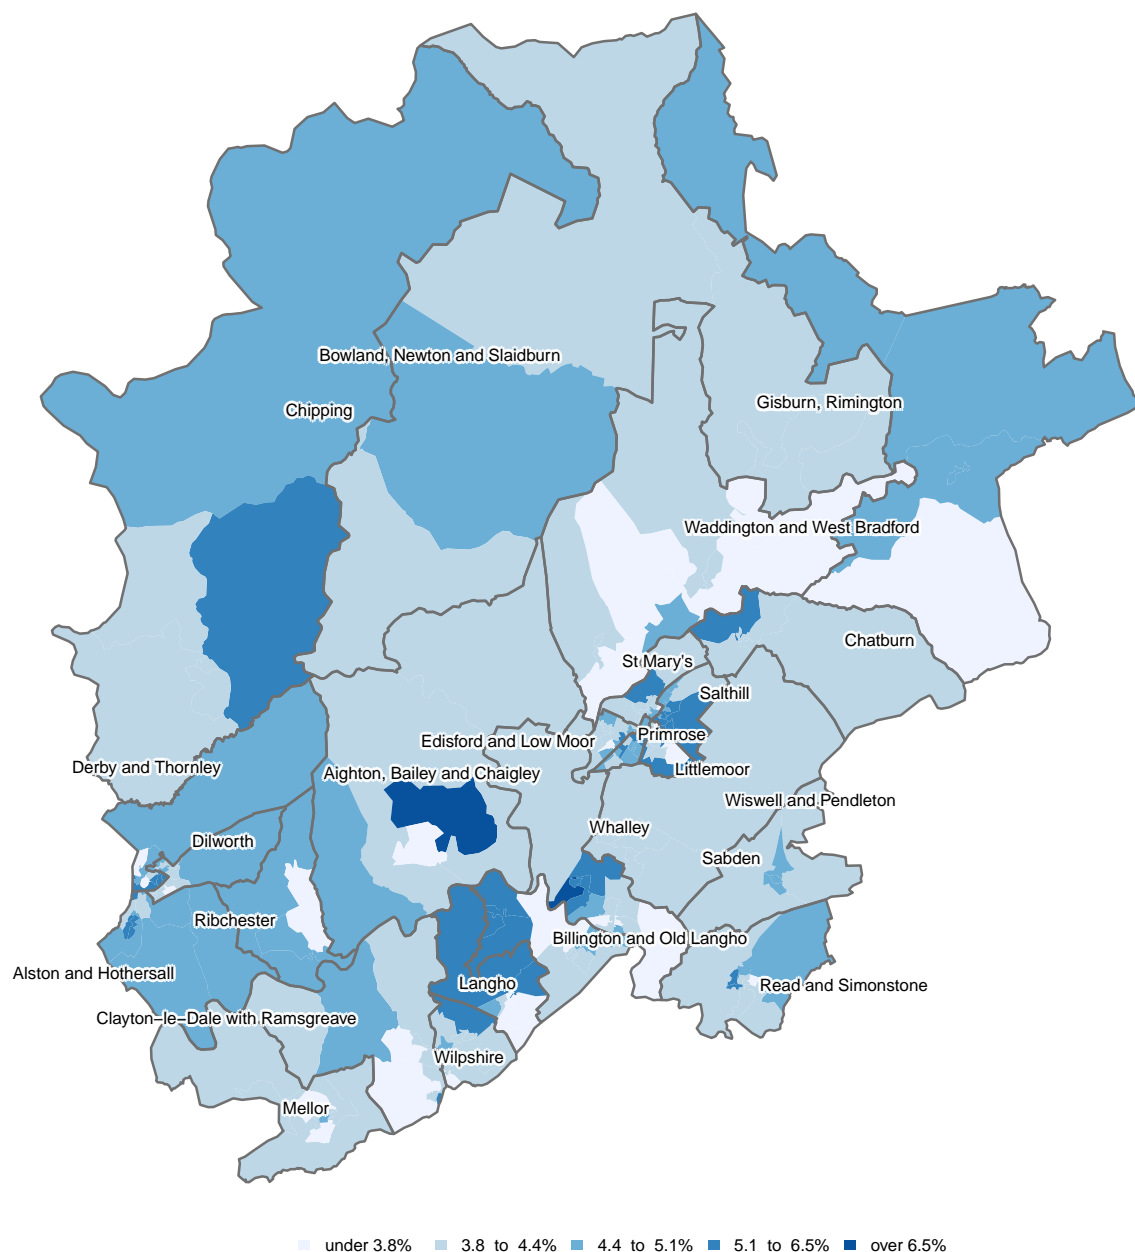 Bowland, Newton and Slaidburn
Chipping
Gisburn, Rimington
Waddington and West Bradford
Chatburn
St Mary's
Salthill
Primrose
Edisford and Low Moor
Littlemoor
Derby and Thornley
Aighton, Bailey and Chaigley
Wiswell and Pendleton
Whalley
Dilworth
Sabden
Ribchester
Billington and Old Langho
Alston and Hothersall
Langho
Read and Simonstone
Clayton−le−Dale with Ramsgreave
Wilpshire
Mellor
under 3.8% 3.8 to 4.4% 4.4 to 5.1% 5.1 to 6.5% over 6.5%